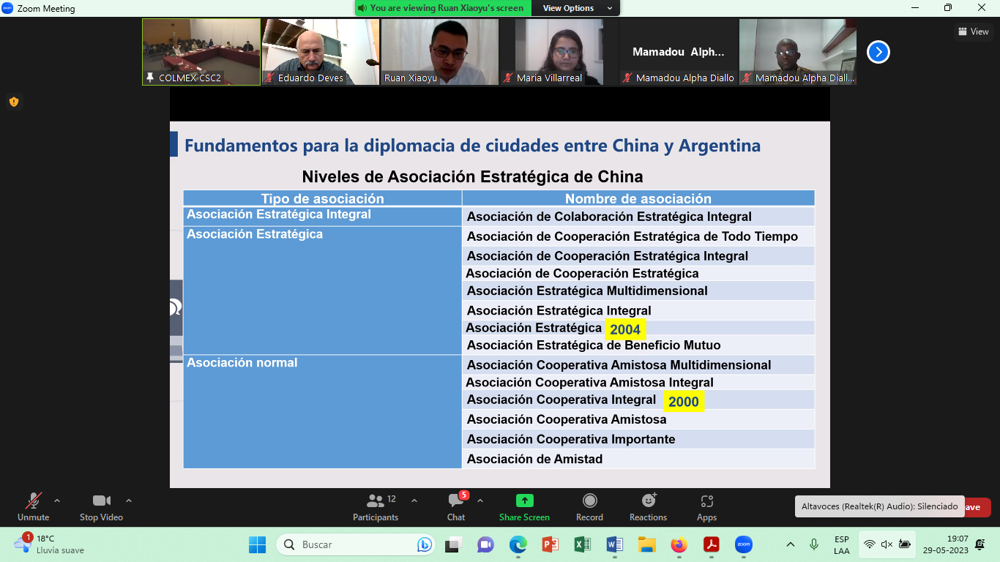 Zoom Meeting
You are viewing Ruan Xiaoyu's screen
View Options
COLMEX CSC2
Eduardo Deves
Ruan Xiaoyu
Maria Villarreal
Mamadou Alph...
Mamadou Alpha Diallo
Mamadou Alpha Diall...
View
Fundamentos para la diplomacia de ciudades entre China y Argentina
Niveles de Asociación Estratégica de China
Tipo de asociación
Nombre de asociación
Asociación Estratégica Integral
Asociación de Colaboración Estratégica Integral
Asociación Estratégica
Asociación de Cooperación Estratégica de Todo Tiempo
Asociación de Cooperación Estratégica Integral
Asociación de Cooperación Estratégica
Asociación Estratégica Multidimensional
Asociación Estratégica Integral
Asociación Estratégica 2004
Asociación Estratégica de Beneficio Mutuo
Asociación normal
Asociación Cooperativa Amistosa Multidimensional
Asociación Cooperativa Amistosa Integral
Asociación Cooperativa Integral 2000
Asociación Cooperativa Amistosa
Asociación Cooperativa Importante
Asociación de Amistad
Unmute
Stop Video
12
Participants
5
Chat
Share Screen
Record
Reactions
Apps
Altavoces (Realtek(R) Audio): Silenciado
ave
1
18°C
Lluvia suave
Buscar
zoom
ESP
LAA
19:07
29-05-2023